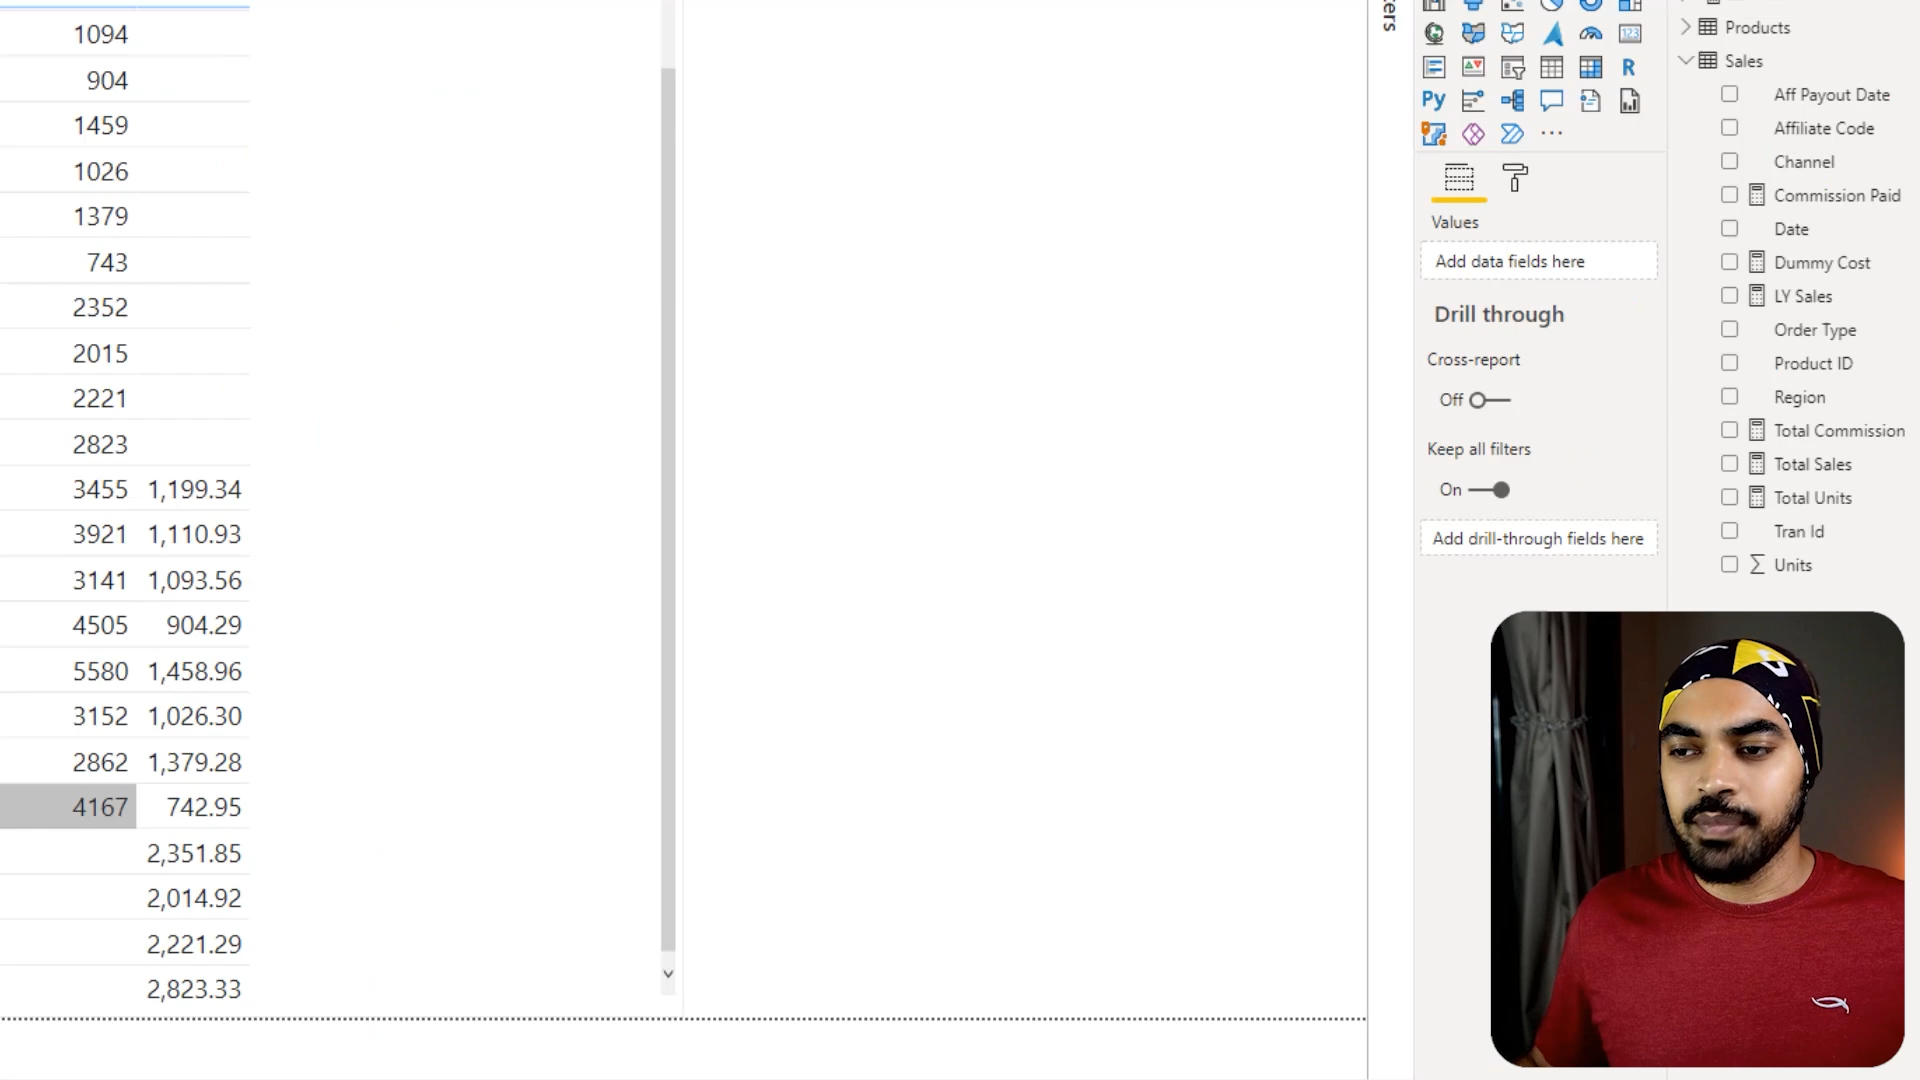 1094
904
1459
1026
1379
743
2352
2015
2221
2823
3455 1,199.34
3921 1,110.93
3141 1,093.56
4505 904.29
5580 1,458.96
3152 1,026.30
2862 1,379.28
4167 742.95
2,351.85
2,014.92
2,221.29
2,823.33
ters
123
R
Py
...
Values
Add data fields here
Drill through
Cross-report
Off
Keep all filters
On
Add drill-through fields here
Products
Sales
Aff Payout Date
Affiliate Code
Channel
Commission Paid
Date
Dummy Cost
LY Sales
Order Type
Product ID
Region
Total Commission
Total Sales
Total Units
Tran Id
Σ Units